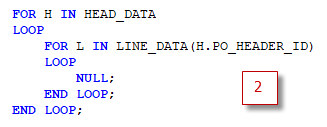 FOR H IN HEAD_DATA
LOOP
    FOR L IN LINE_DATA(H.PO_HEADER_ID)
    LOOP
        NULL;
    END LOOP;
END LOOP;
2